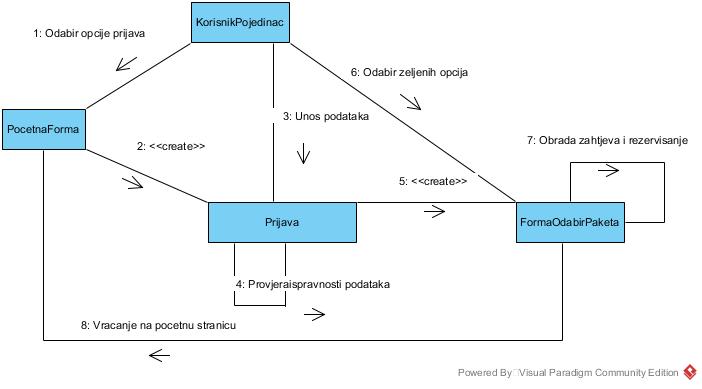 KorisnikPojedinac
1: Odabir opcije prijava
6: Odabir zeljenih opcija
PocetnaForma
3: Unos podataka
2: <<create>>
7: Obrada zahtjeva i rezervisanje
5: <<create>>
Prijava
FormaOdabirPaketa
4: Provjeraispravnosti podataka
8: Vracanje na pocetnu stranicu
Powered By Visual Paradigm Community Edition